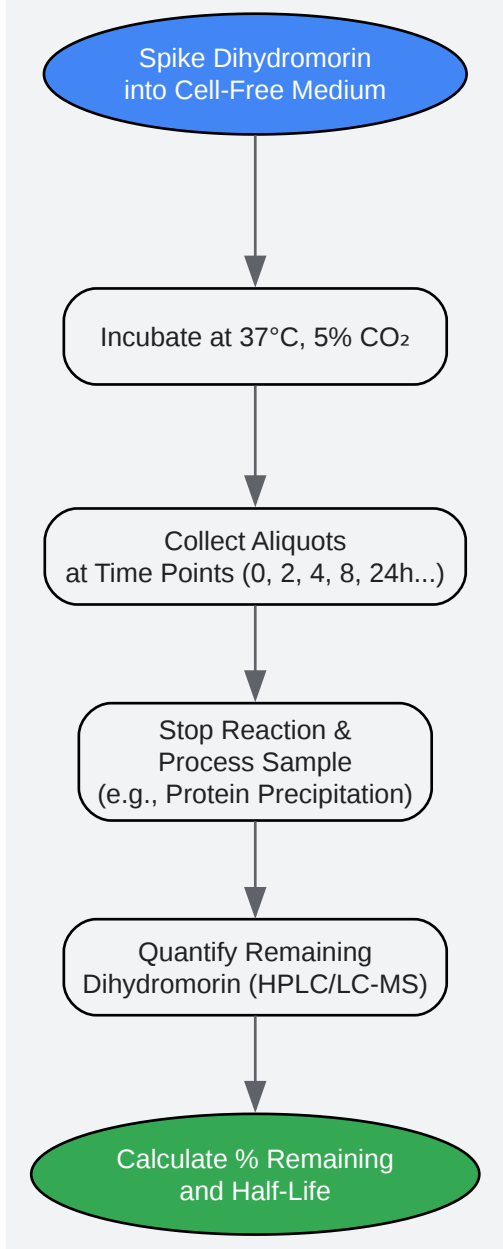 Spike Dihydromorin
into Cell-Free Medium
Incubate at 37°C, 5% CO₂
Collect Aliquots
at Time Points (0, 2, 4, 8, 24h...)
Stop Reaction &
Process Sample
(e.g., Protein Precipitation)
Quantify Remaining
Dihydromorin (HPLC/LC-MS)
Calculate % Remaining
and Half-Life